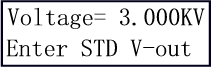 Voltage= 3.000KV
Enter STD V-out